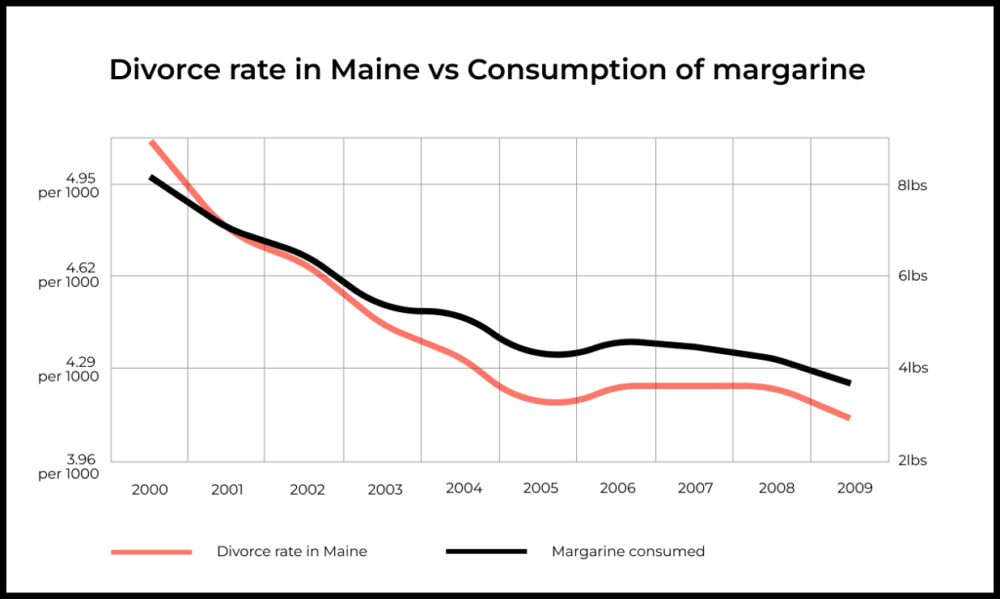 Divorce rate in Maine vs Consumption of margarine
4.95
per 1000
8lbs
4.62
per 1000
6lbs
4.29
per 1000
4lbs
3.96
per 1000
2lbs
2000 2001 2002 2003 2004 2005 2006 2007 2008 2009
Divorce rate in Maine Margarine consumed